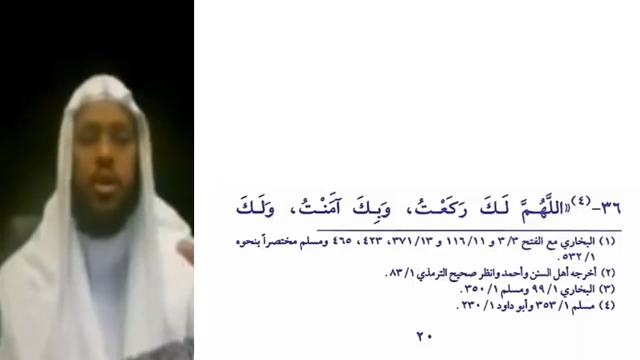 ٣٦-(٤)«اللَّهُمَّ لَكَ رَكَعْتُ، وَبِكَ آمَنْتُ، وَلَكَ
(١) البخاري مع الفتح ٣/٣ و ١١/ ١١٦ و ١٣/ ٣٧١، ٤٢٣، ٤٦٥ ومسلم مختصراً بنحوه
١/ ٥٣٢.
(٢) أخرجه أهل السنن وأحمد وانظر صحيح الترمذي ١/ ٨٣.
(٣) البخاري ١/ ٩٩ ومسلم ١/ ٣٥٠.
(٤) مسلم ١/ ٣٥٣ وأبو داود ١/ ٢٣٠.
٢٠